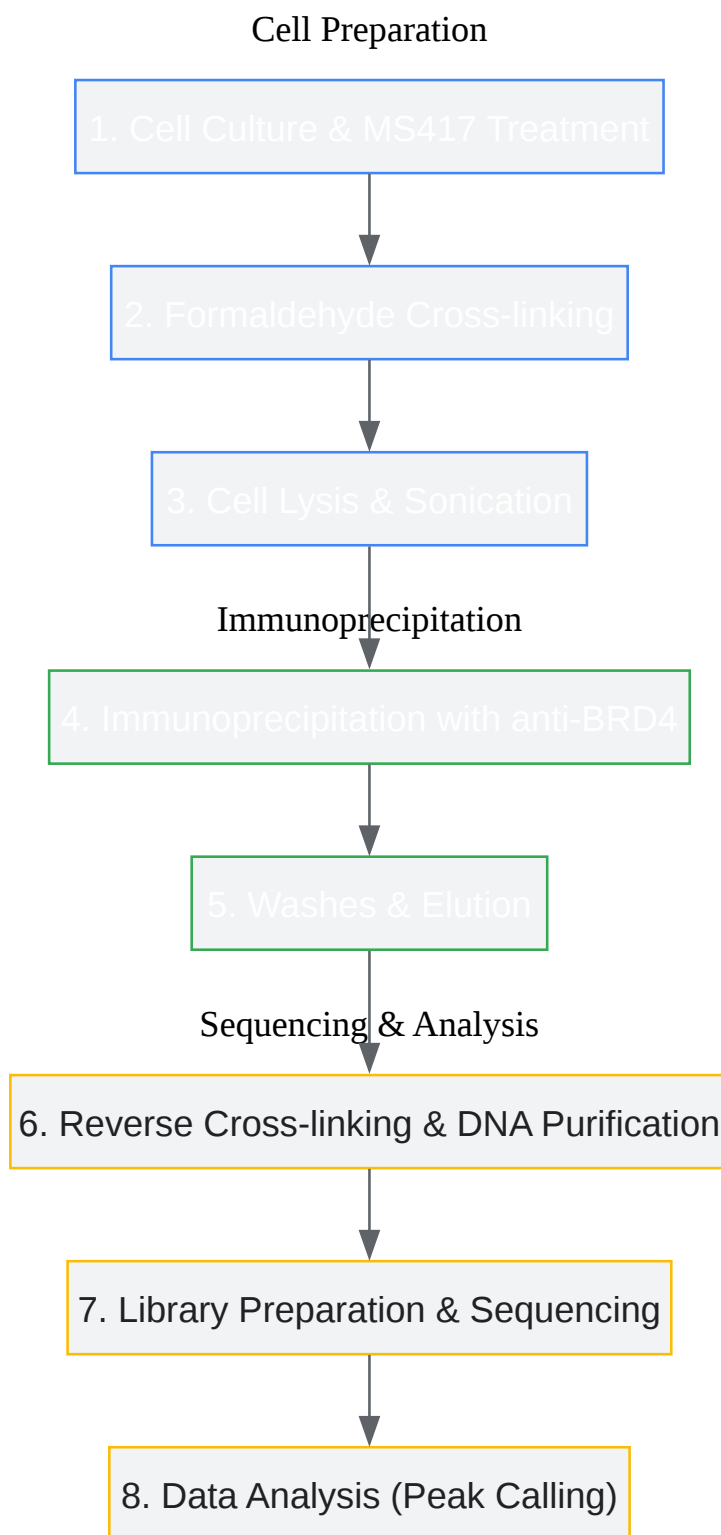 Cell Preparation
1. Cell Culture & MS417 Treatment
2. Formaldehyde Cross-linking
3. Cell Lysis & Sonication
Immunoprecipitation
4. Immunoprecipitation with anti-BRD4
5. Washes & Elution
Sequencing & Analysis
6. Reverse Cross-linking & DNA Purification
7. Library Preparation & Sequencing
8. Data Analysis (Peak Calling)